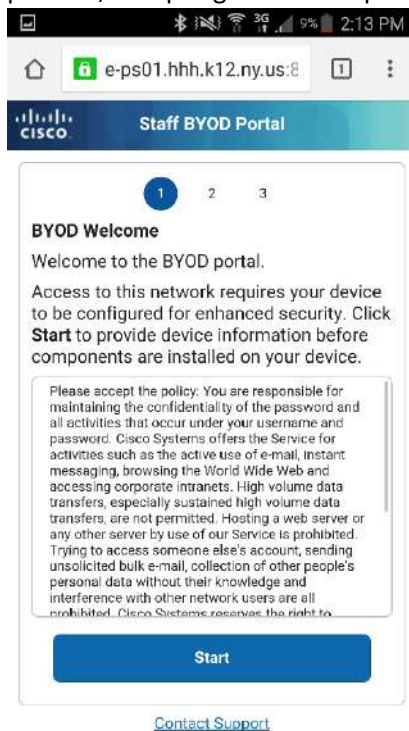 3G 9% 2:13 PM
e-ps01.hhh.k12.ny.us:8 1
CISCO Staff BYOD Portal
1 2 3
BYOD Welcome
Welcome to the BYOD portal.
Access to this network requires your device
to be configured for enhanced security. Click
Start to provide device information before
components are installed on your device.
Please accept the policy: You are responsible for
maintaining the confidentiality of the password and
all activities that occur under your username and
password. Cisco Systems offers the Service for
activities such as the active use of e-mail, instant
messaging, browsing the World Wide Web and
accessing corporate intranets. High volume data
transfers, especially sustained high volume data
transfers, are not permitted. Hosting a web server or
any other server by use of our Service is prohibited.
Trying to access someone else's account, sending
unsolicited bulk e-mail, collection of other people's
personal data without their knowledge and
interference with other network users are all
prohibited. Cisco Systems reserves the right to
Start
Contact Support